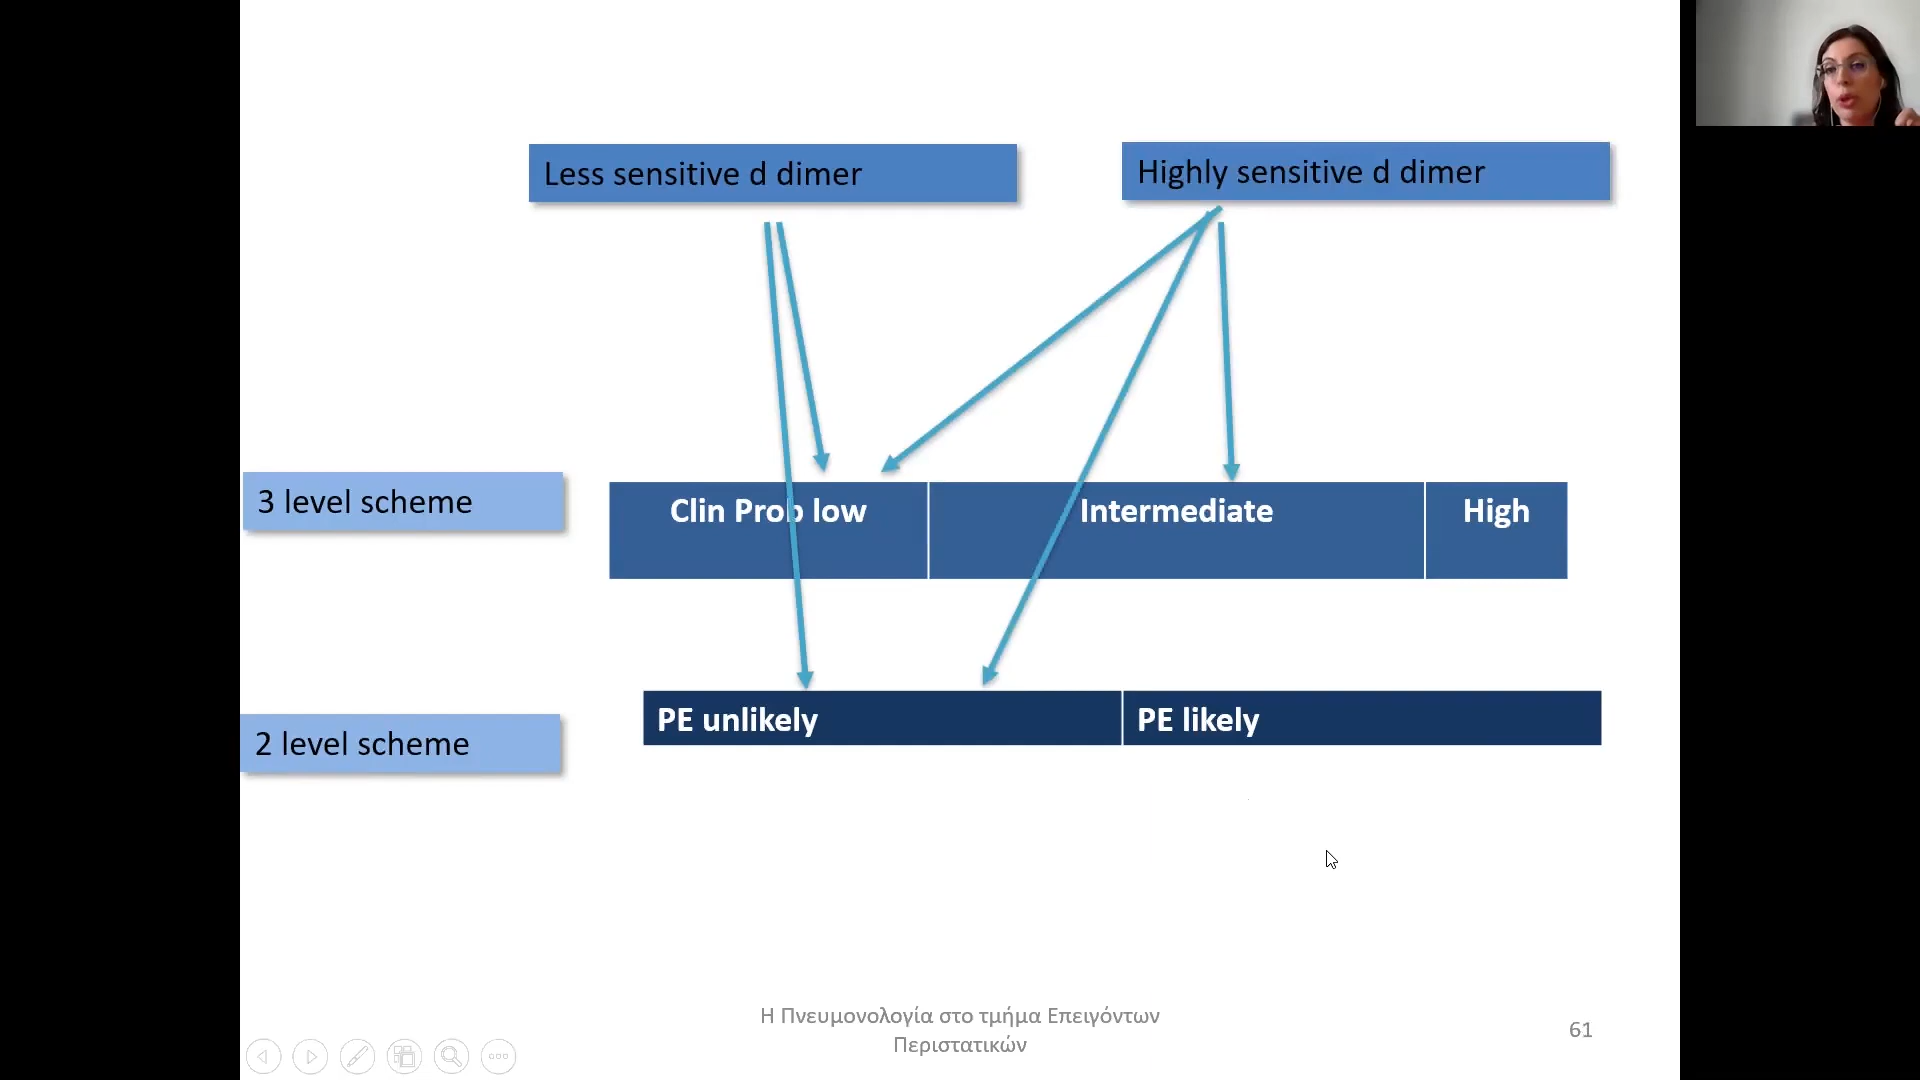 Less sensitive d dimer
Highly sensitive d dimer
3 level scheme
Clin Prob low
Intermediate
High
2 level scheme
PE unlikely
PE likely
Η Πνευμονολογία στο τμήμα Επειγόντων
Περιστατικών
61